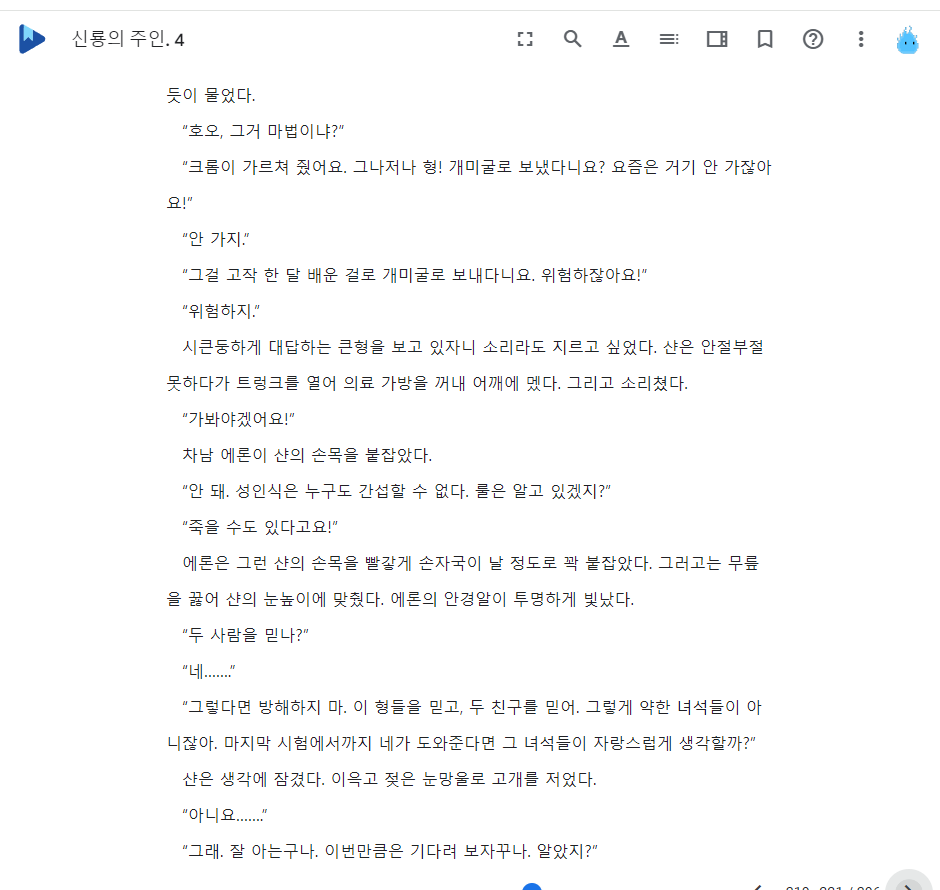 신룡의 주인. 4
듯이 물었다.
“호오, 그거 마법이냐?”
“크롬이 가르쳐 줬어요. 그나저나 형! 개미굴로 보냈다니요? 요즘은 거기 안 가잖아
요!”
“안 가지.”
“그걸 고작 한 달 배운 걸로 개미굴로 보내다니요. 위험하잖아요!”
“위험하지.”
시큰둥하게 대답하는 큰형을 보고 있자니 소리라도 지르고 싶었다. 샨은 안절부절
못하다가 트렁크를 열어 의료 가방을 꺼내 어깨에 멨다. 그리고 소리쳤다.
“가봐야겠어요!”
차남 에론이 샨의 손목을 붙잡았다.
“안 돼. 성인식은 누구도 간섭할 수 없다. 룰은 알고 있겠지?”
“죽을 수도 있다고요!”
에론은 그런 샨의 손목을 빨갛게 손자국이 날 정도로 꽉 붙잡았다. 그러고는 무릎
을 꿇어 샨의 눈높이에 맞췄다. 에론의 안경알이 투명하게 빛났다.
“두 사람을 믿나?”
“네…….”
“그렇다면 방해하지 마. 이 형들을 믿고, 두 친구를 믿어. 그렇게 약한 녀석들이 아
니잖아. 마지막 시험에서까지 네가 도와준다면 그 녀석들이 자랑스럽게 생각할까?”
샨은 생각에 잠겼다. 이윽고 젖은 눈망울로 고개를 저었다.
“아니요…….”
“그래. 잘 아는구나. 이번만큼은 기다려 보자꾸나. 알았지?”